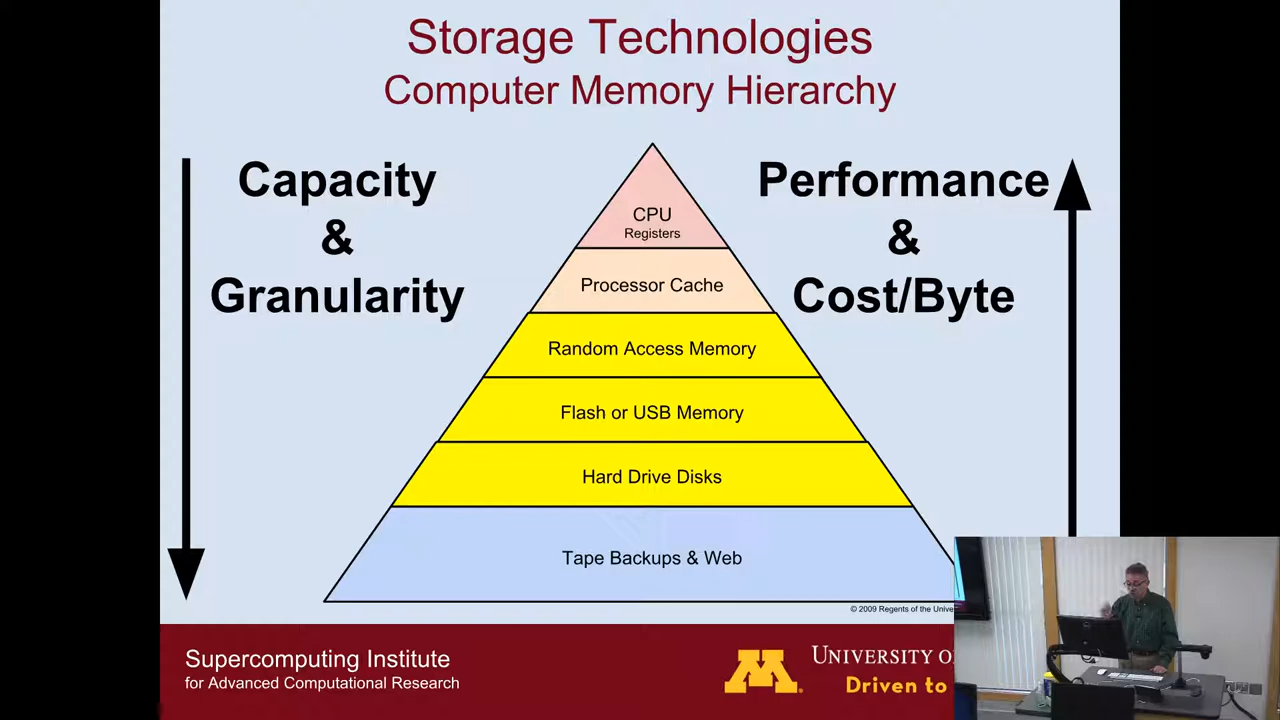 Storage Technologies
Computer Memory Hierarchy
Capacity
&
Granularity
Performance
&
Cost/Byte
CPU
Registers
Processor Cache
Random Access Memory
Flash or USB Memory
Hard Drive Disks
Tape Backups & Web
© 2009 Regents of the
Supercomputing Institute
for Advanced Computational Research
M
UNIVERSITY
Driven to